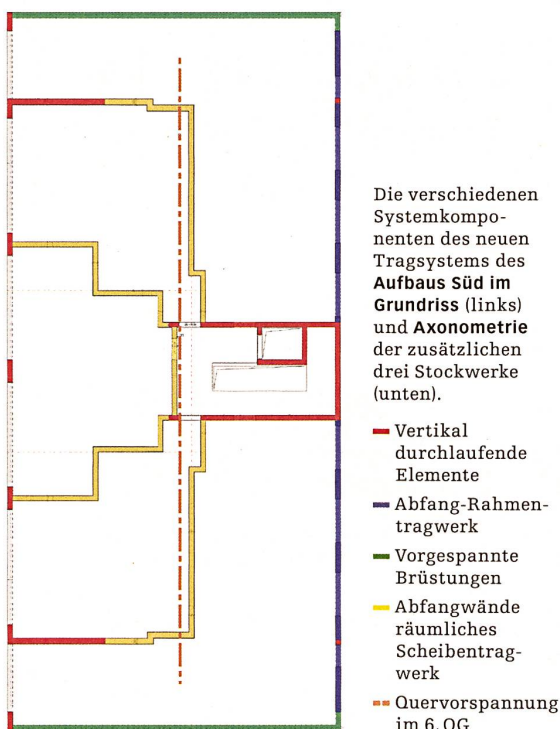 Die verschiedenen
Systemkompo-
nenten des neuen
Tragsystems des
Aufbaus Süd im
Grundriss (links)
und Axonometrie
der zusätzlichen
drei Stockwerke
(unten).
Vertikal
durchlaufende
Elemente
Abfang-Rahmen-
tragwerk
Vorgespannte
Brüstungen
Abfangwände
räumliches
Scheibentrag-
werk
Quervorspannung
im 6. OG